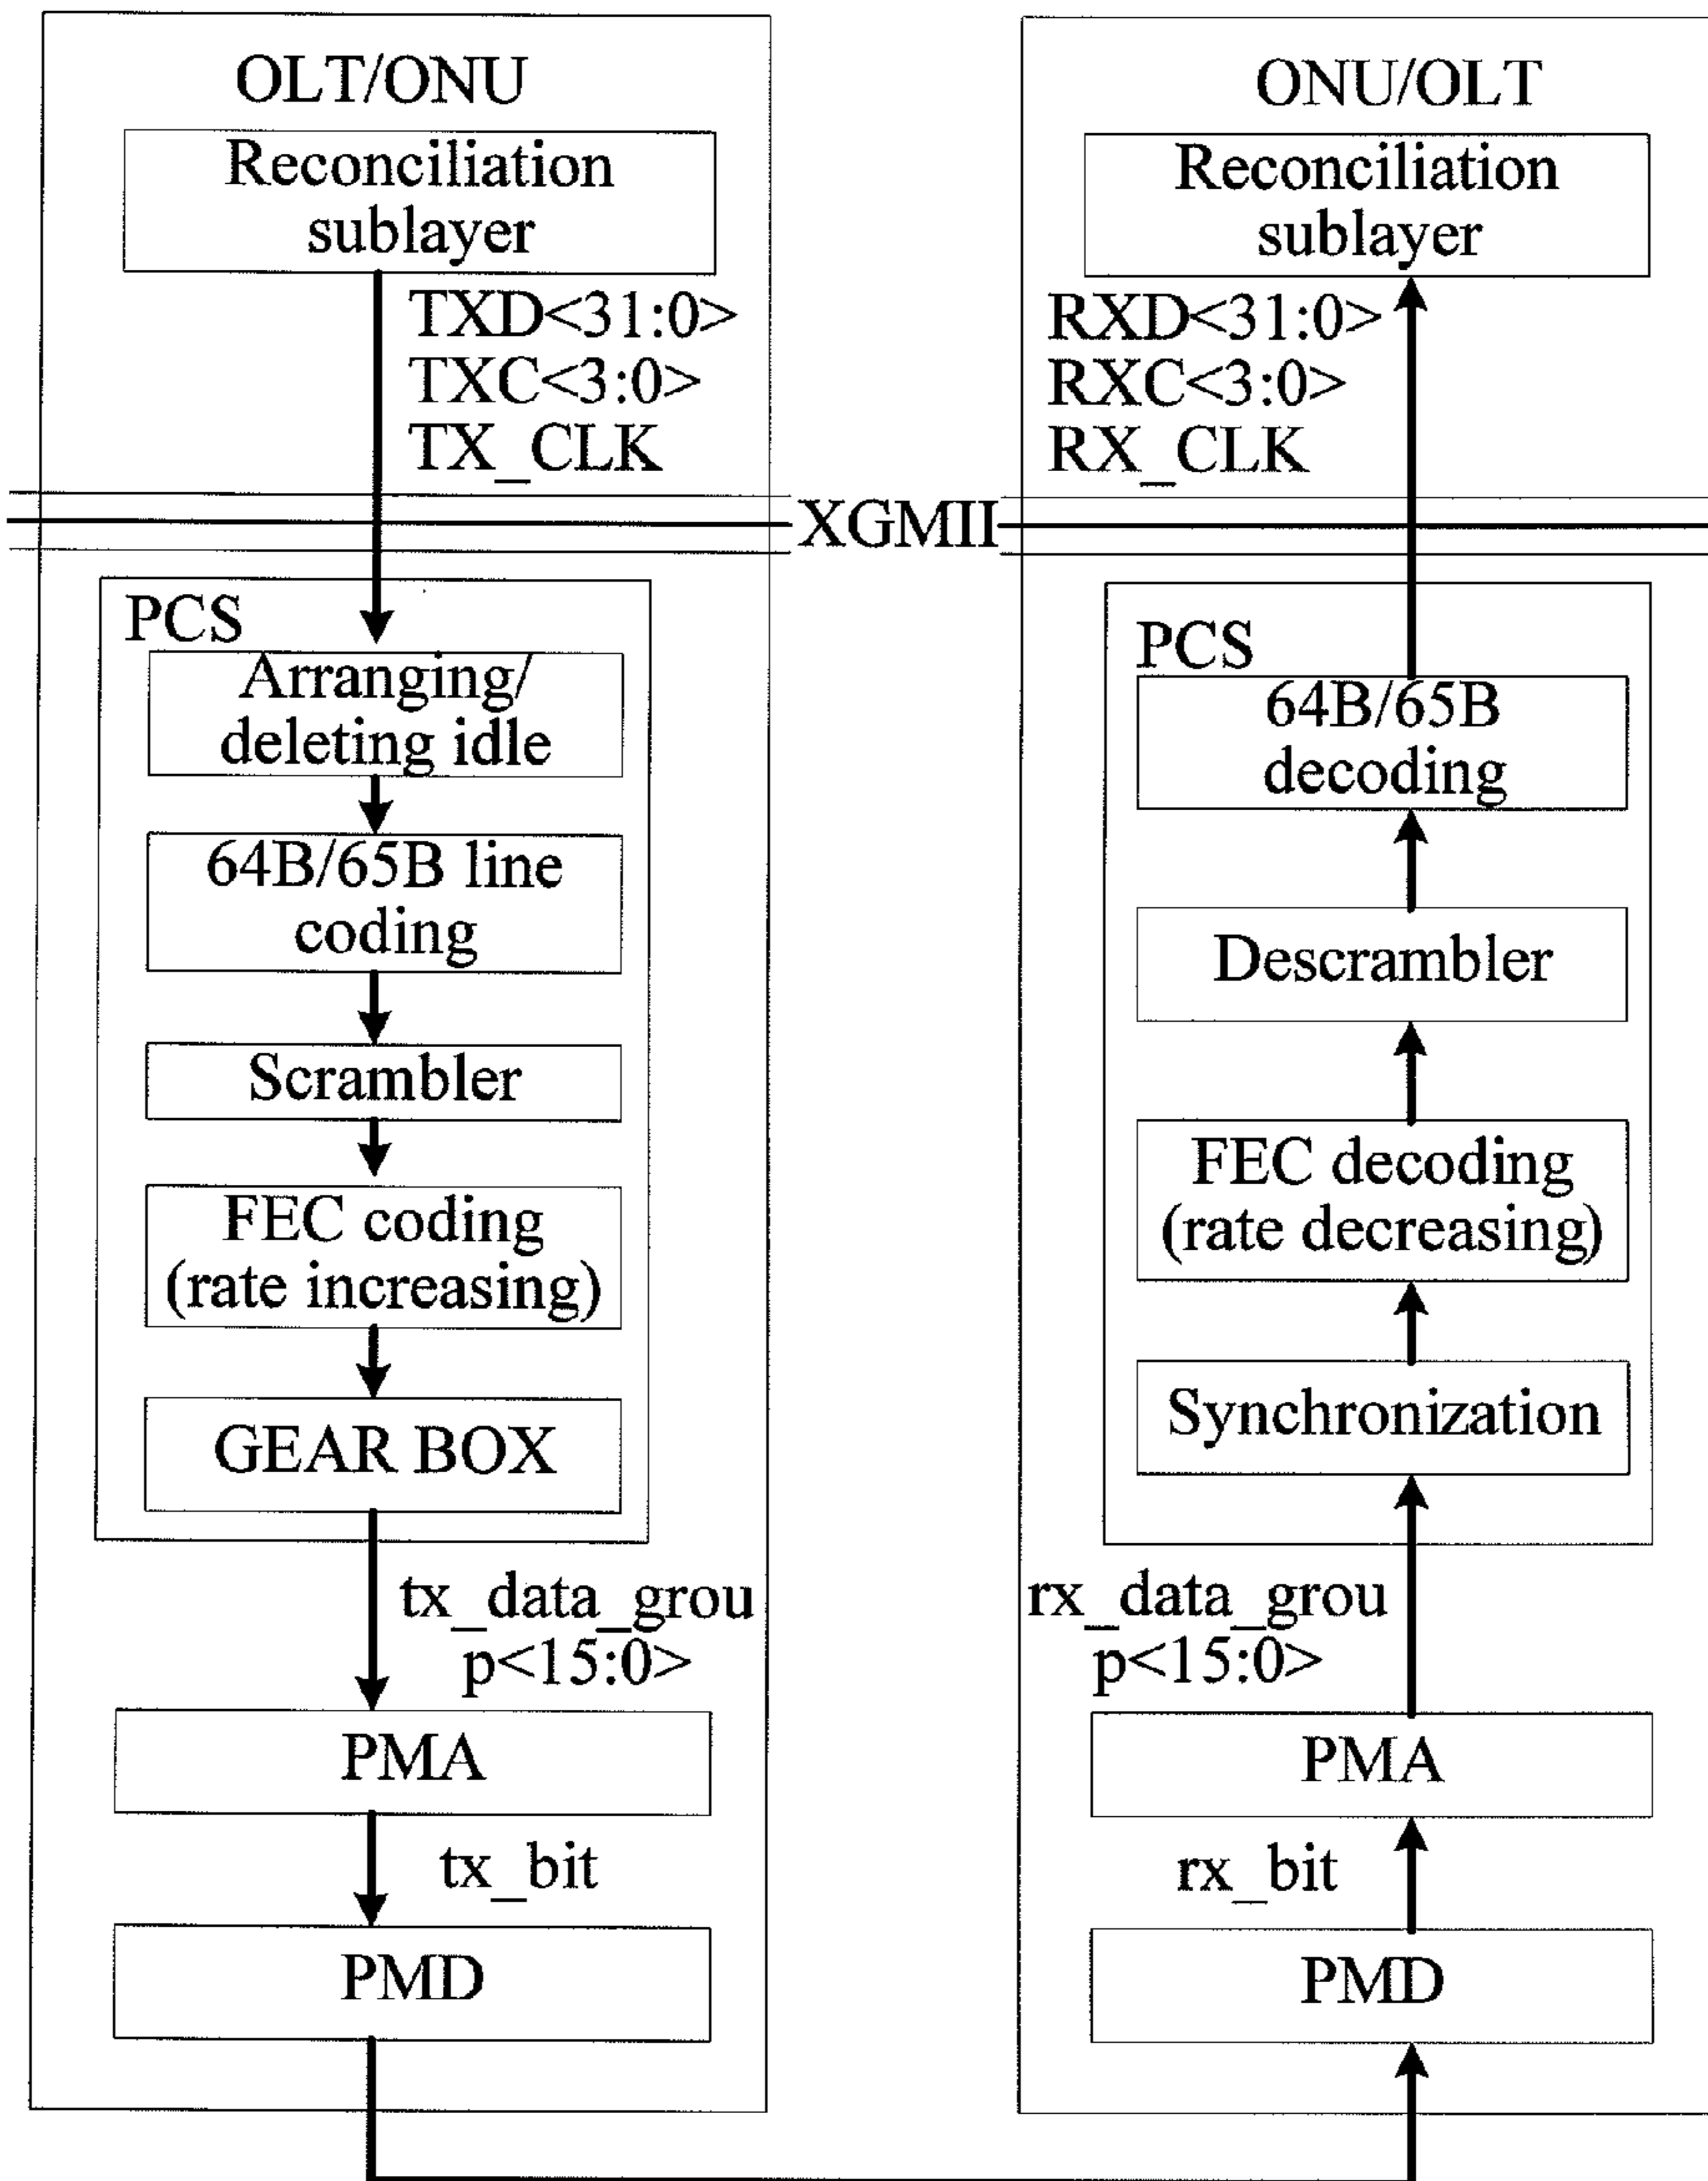 OLT/ONU
Reconciliation
sublayer
TXD<31:0>
TXC<3:0>
TX_CLK
XGMII
PCS
Arranging/
deleting idle
64B/65B line
coding
Scrambler
FEC coding
(rate increasing)
GEAR BOX
tx_data_grou
p<15:0>
PMA
tx_bit
PMD
ONU/OLT
Reconciliation
sublayer
RXD<31:0>
RXC<3:0>
RX_CLK
PCS
64B/65B
decoding
Descrambler
FEC decoding
(rate decreasing)
Synchronization
rx_data_grou
p<15:0>
PMA
rx_bit
PMD